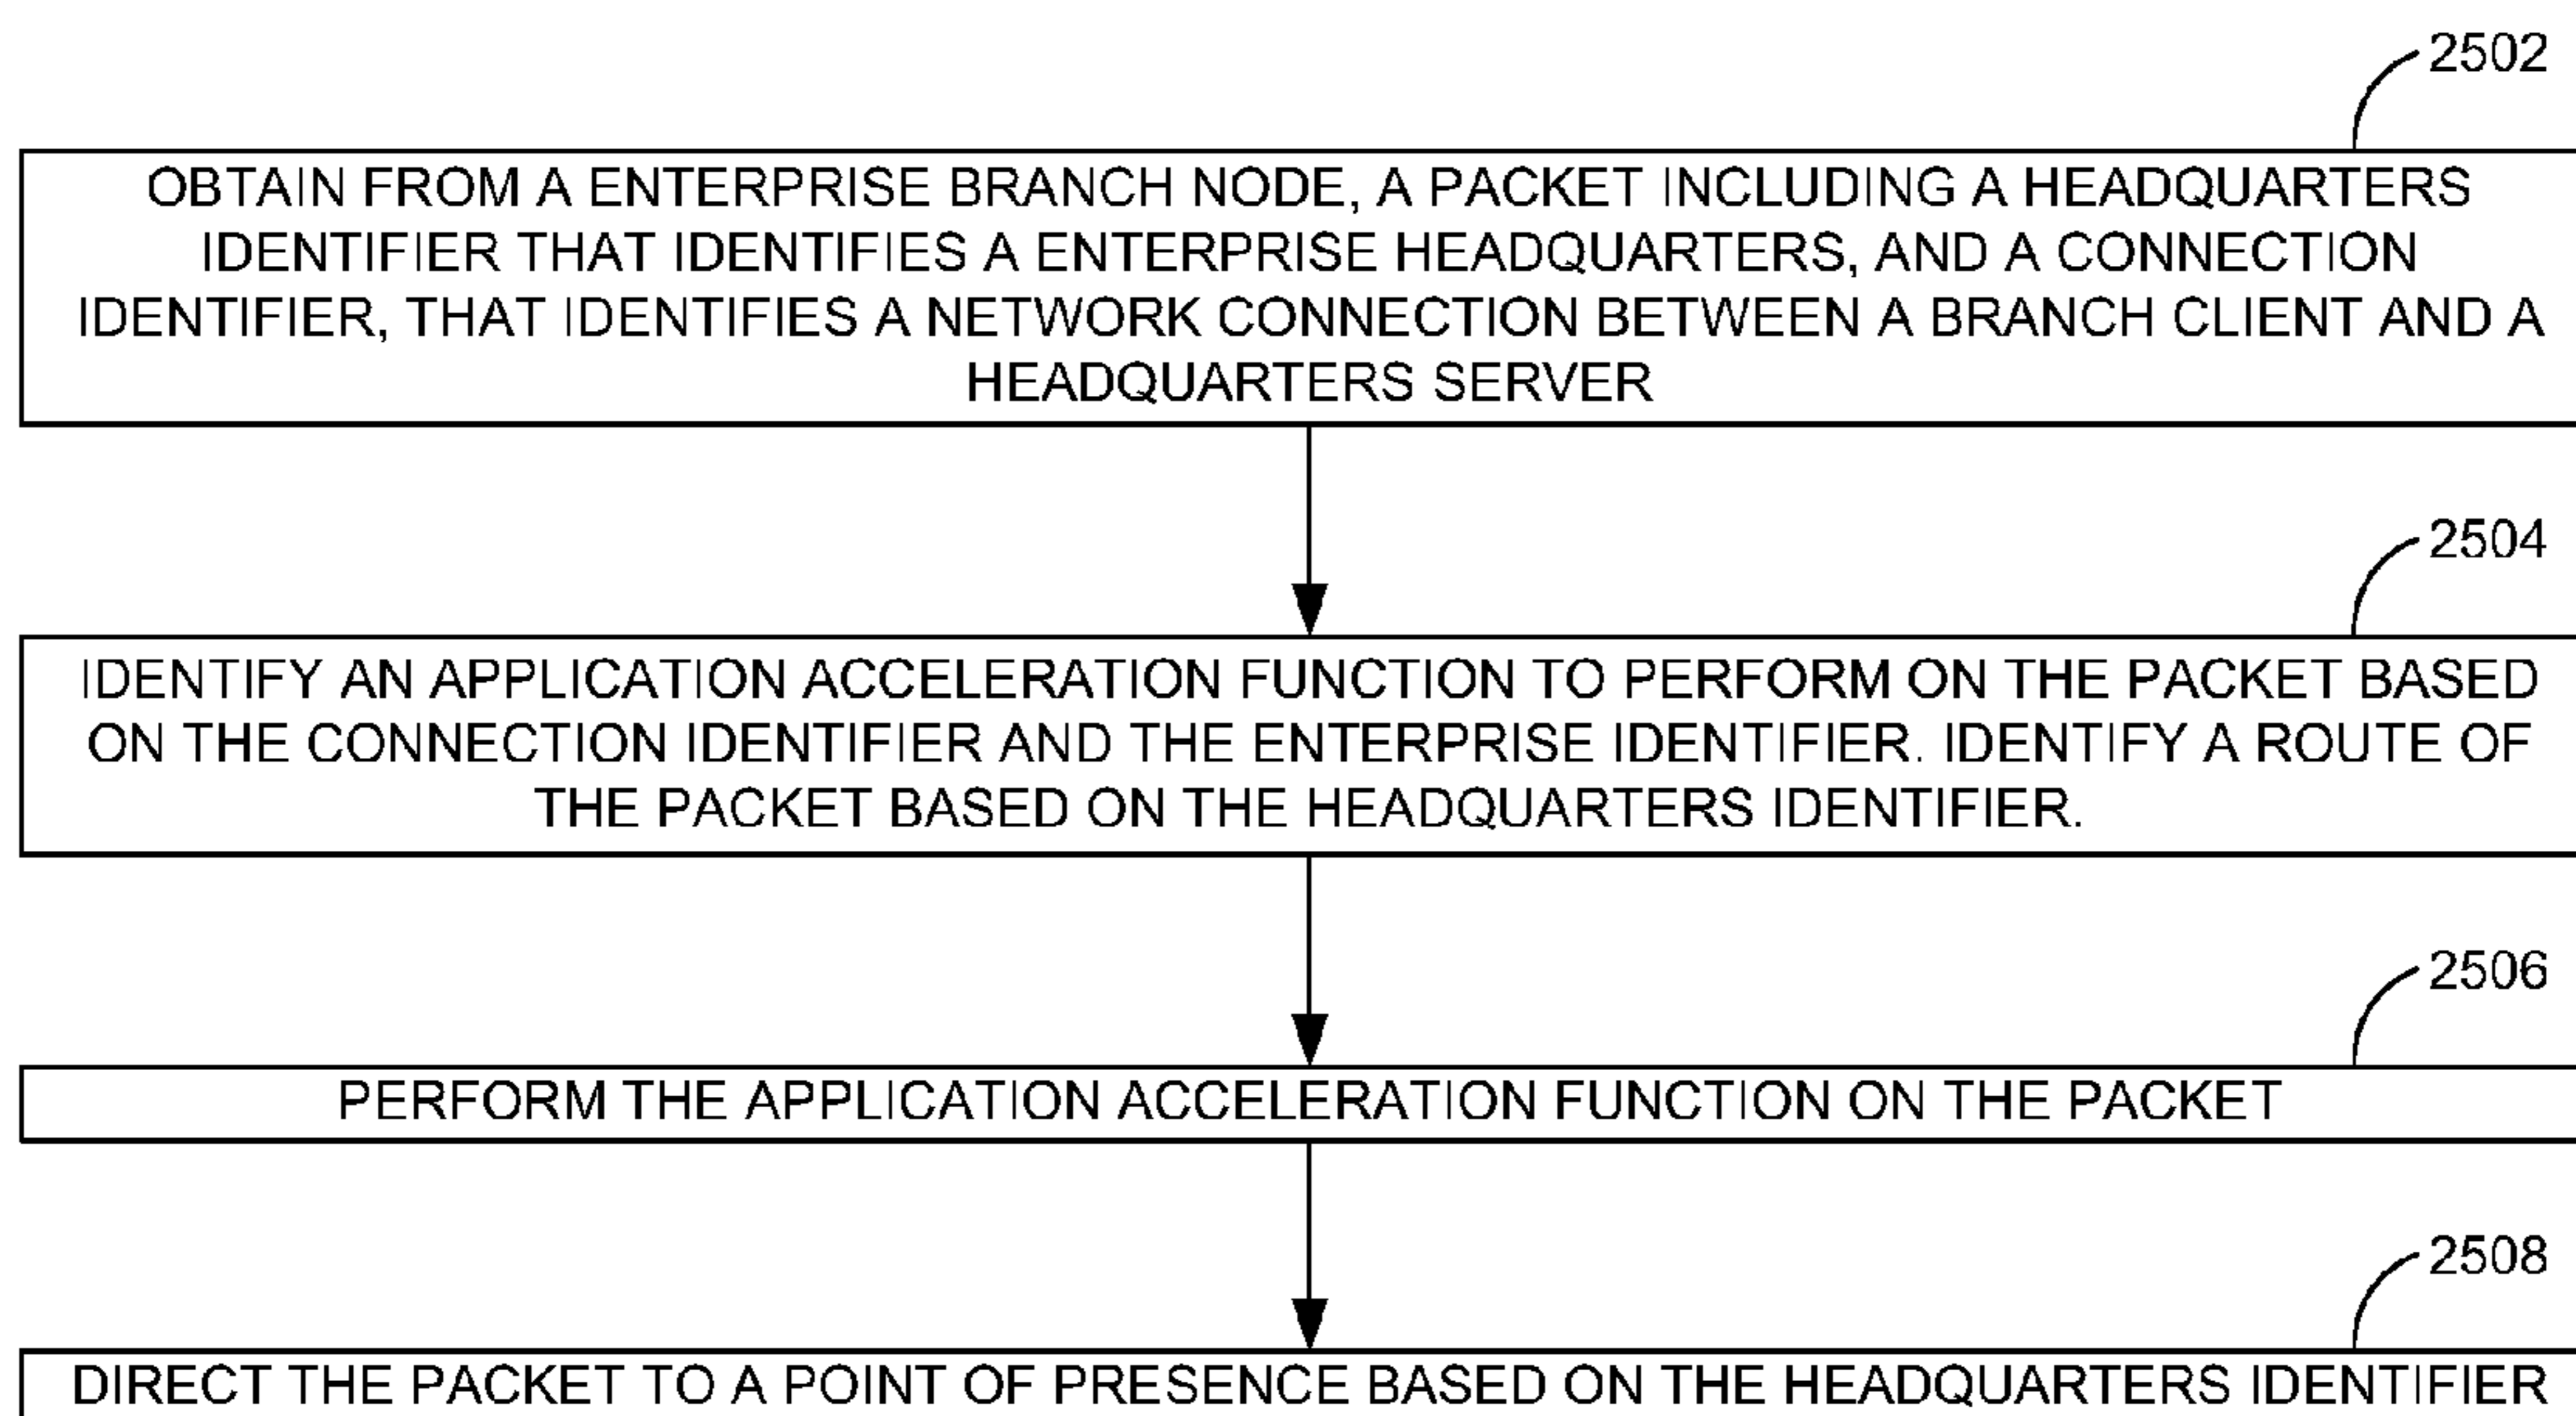 2502
OBTAIN FROM A ENTERPRISE BRANCH NODE, A PACKET INCLUDING A HEADQUARTERS
IDENTIFIER THAT IDENTIFIES A ENTERPRISE HEADQUARTERS, AND A CONNECTION
IDENTIFIER, THAT IDENTIFIES A NETWORK CONNECTION BETWEEN A BRANCH CLIENT AND A
HEADQUARTERS SERVER
2504
IDENTIFY AN APPLICATION ACCELERATION FUNCTION TO PERFORM ON THE PACKET BASED
ON THE CONNECTION IDENTIFIER AND THE ENTERPRISE IDENTIFIER. IDENTIFY A ROUTE OF
THE PACKET BASED ON THE HEADQUARTERS IDENTIFIER.
2506
PERFORM THE APPLICATION ACCELERATION FUNCTION ON THE PACKET
2508
DIRECT THE PACKET TO A POINT OF PRESENCE BASED ON THE HEADQUARTERS IDENTIFIER